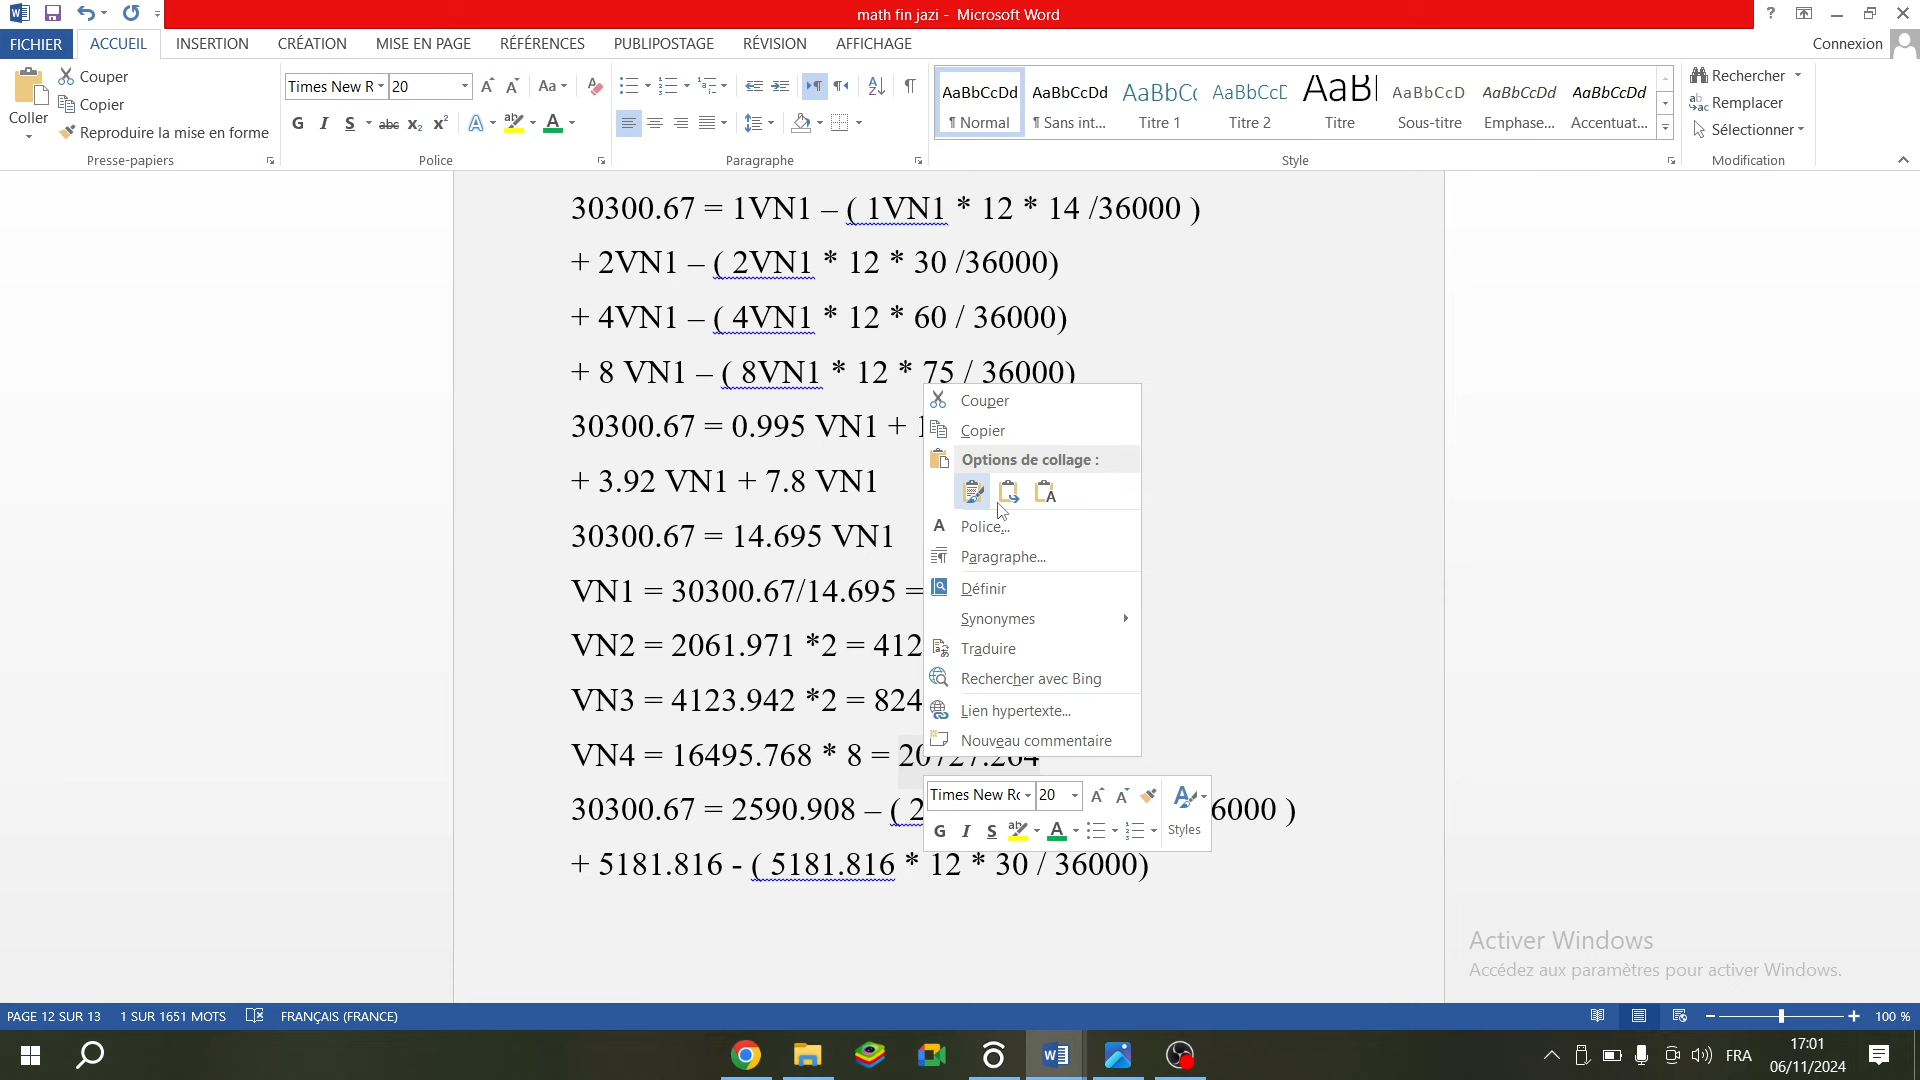 math fin jazi - Microsoft Word
FICHIER ACCUEIL INSERTION CRÉATION MISE EN PAGE RÉFÉRENCES PUBLIPOSTAGE RÉVISION AFFICHAGE Connexion
Coller
Couper
Copier
Reproduire la mise en forme
Presse-papiers
Times New R 20
Police
Paragraphe
AaBbCcDd AaBbCcDd AaBbCc AaBbCcD AaBl AaBbCcD AaBbCcDd AaBbCcDd
¶ Normal ¶ Sans int... Titre 1 Titre 2 Titre Sous-titre Emphase... Accentuat...
Style
Rechercher
Remplacer
Sélectionner
Modification
30300.67 = 1VN1 – ( 1VN1 * 12 * 14 /36000 )
+ 2VN1 – ( 2VN1 * 12 * 30 /36000)
+ 4VN1 – ( 4VN1 * 12 * 60 / 36000)
+ 8 VN1 – ( 8VN1 * 12 * 75 / 36000)
30300.67 = 0.995 VN1 +
+ 3.92 VN1 + 7.8 VN1
30300.67 = 14.695 VN1
VN1 = 30300.67/14.695 =
VN2 = 2061.971 *2 = 412
VN3 = 4123.942 *2 = 824
VN4 = 16495.768 * 8 = 20727.264
30300.67 = 2590.908 – ( 2 6000 )
+ 5181.816 - ( 5181.816 * 12 * 30 / 36000)
Couper
Copier
Options de collage :
Police...
Paragraphe...
Définir
Synonymes
Traduire
Rechercher avec Bing
Lien hypertexte...
Nouveau commentaire
Times New Ro 20
G I S Styles
Activer Windows
Accédez aux paramètres pour activer Windows.
PAGE 12 SUR 13 1 SUR 1651 MOTS FRANÇAIS (FRANCE) 100 %
FRA
17:01
06/11/2024